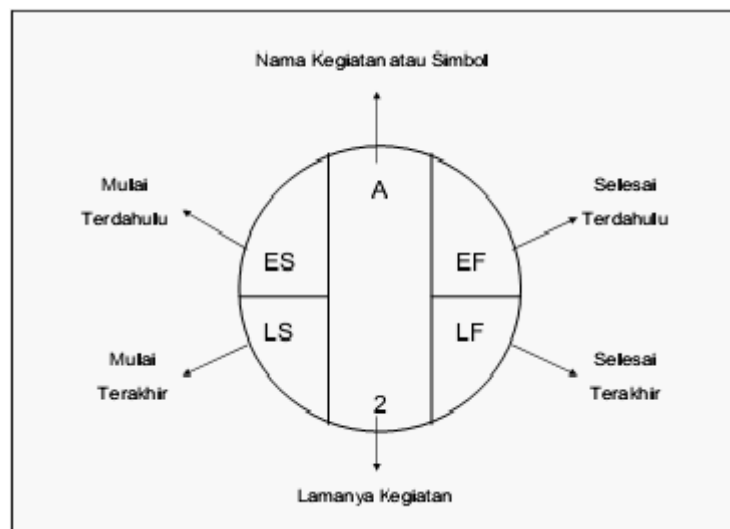 Nama Kegiatan atau Simbol
Mulai
Terdahulu
A
Selesai
Terdahulu
ES
EF
LS
LF
Mulai
Terakhir
Selesai
Terakhir
2
Lamanya Kegiatan